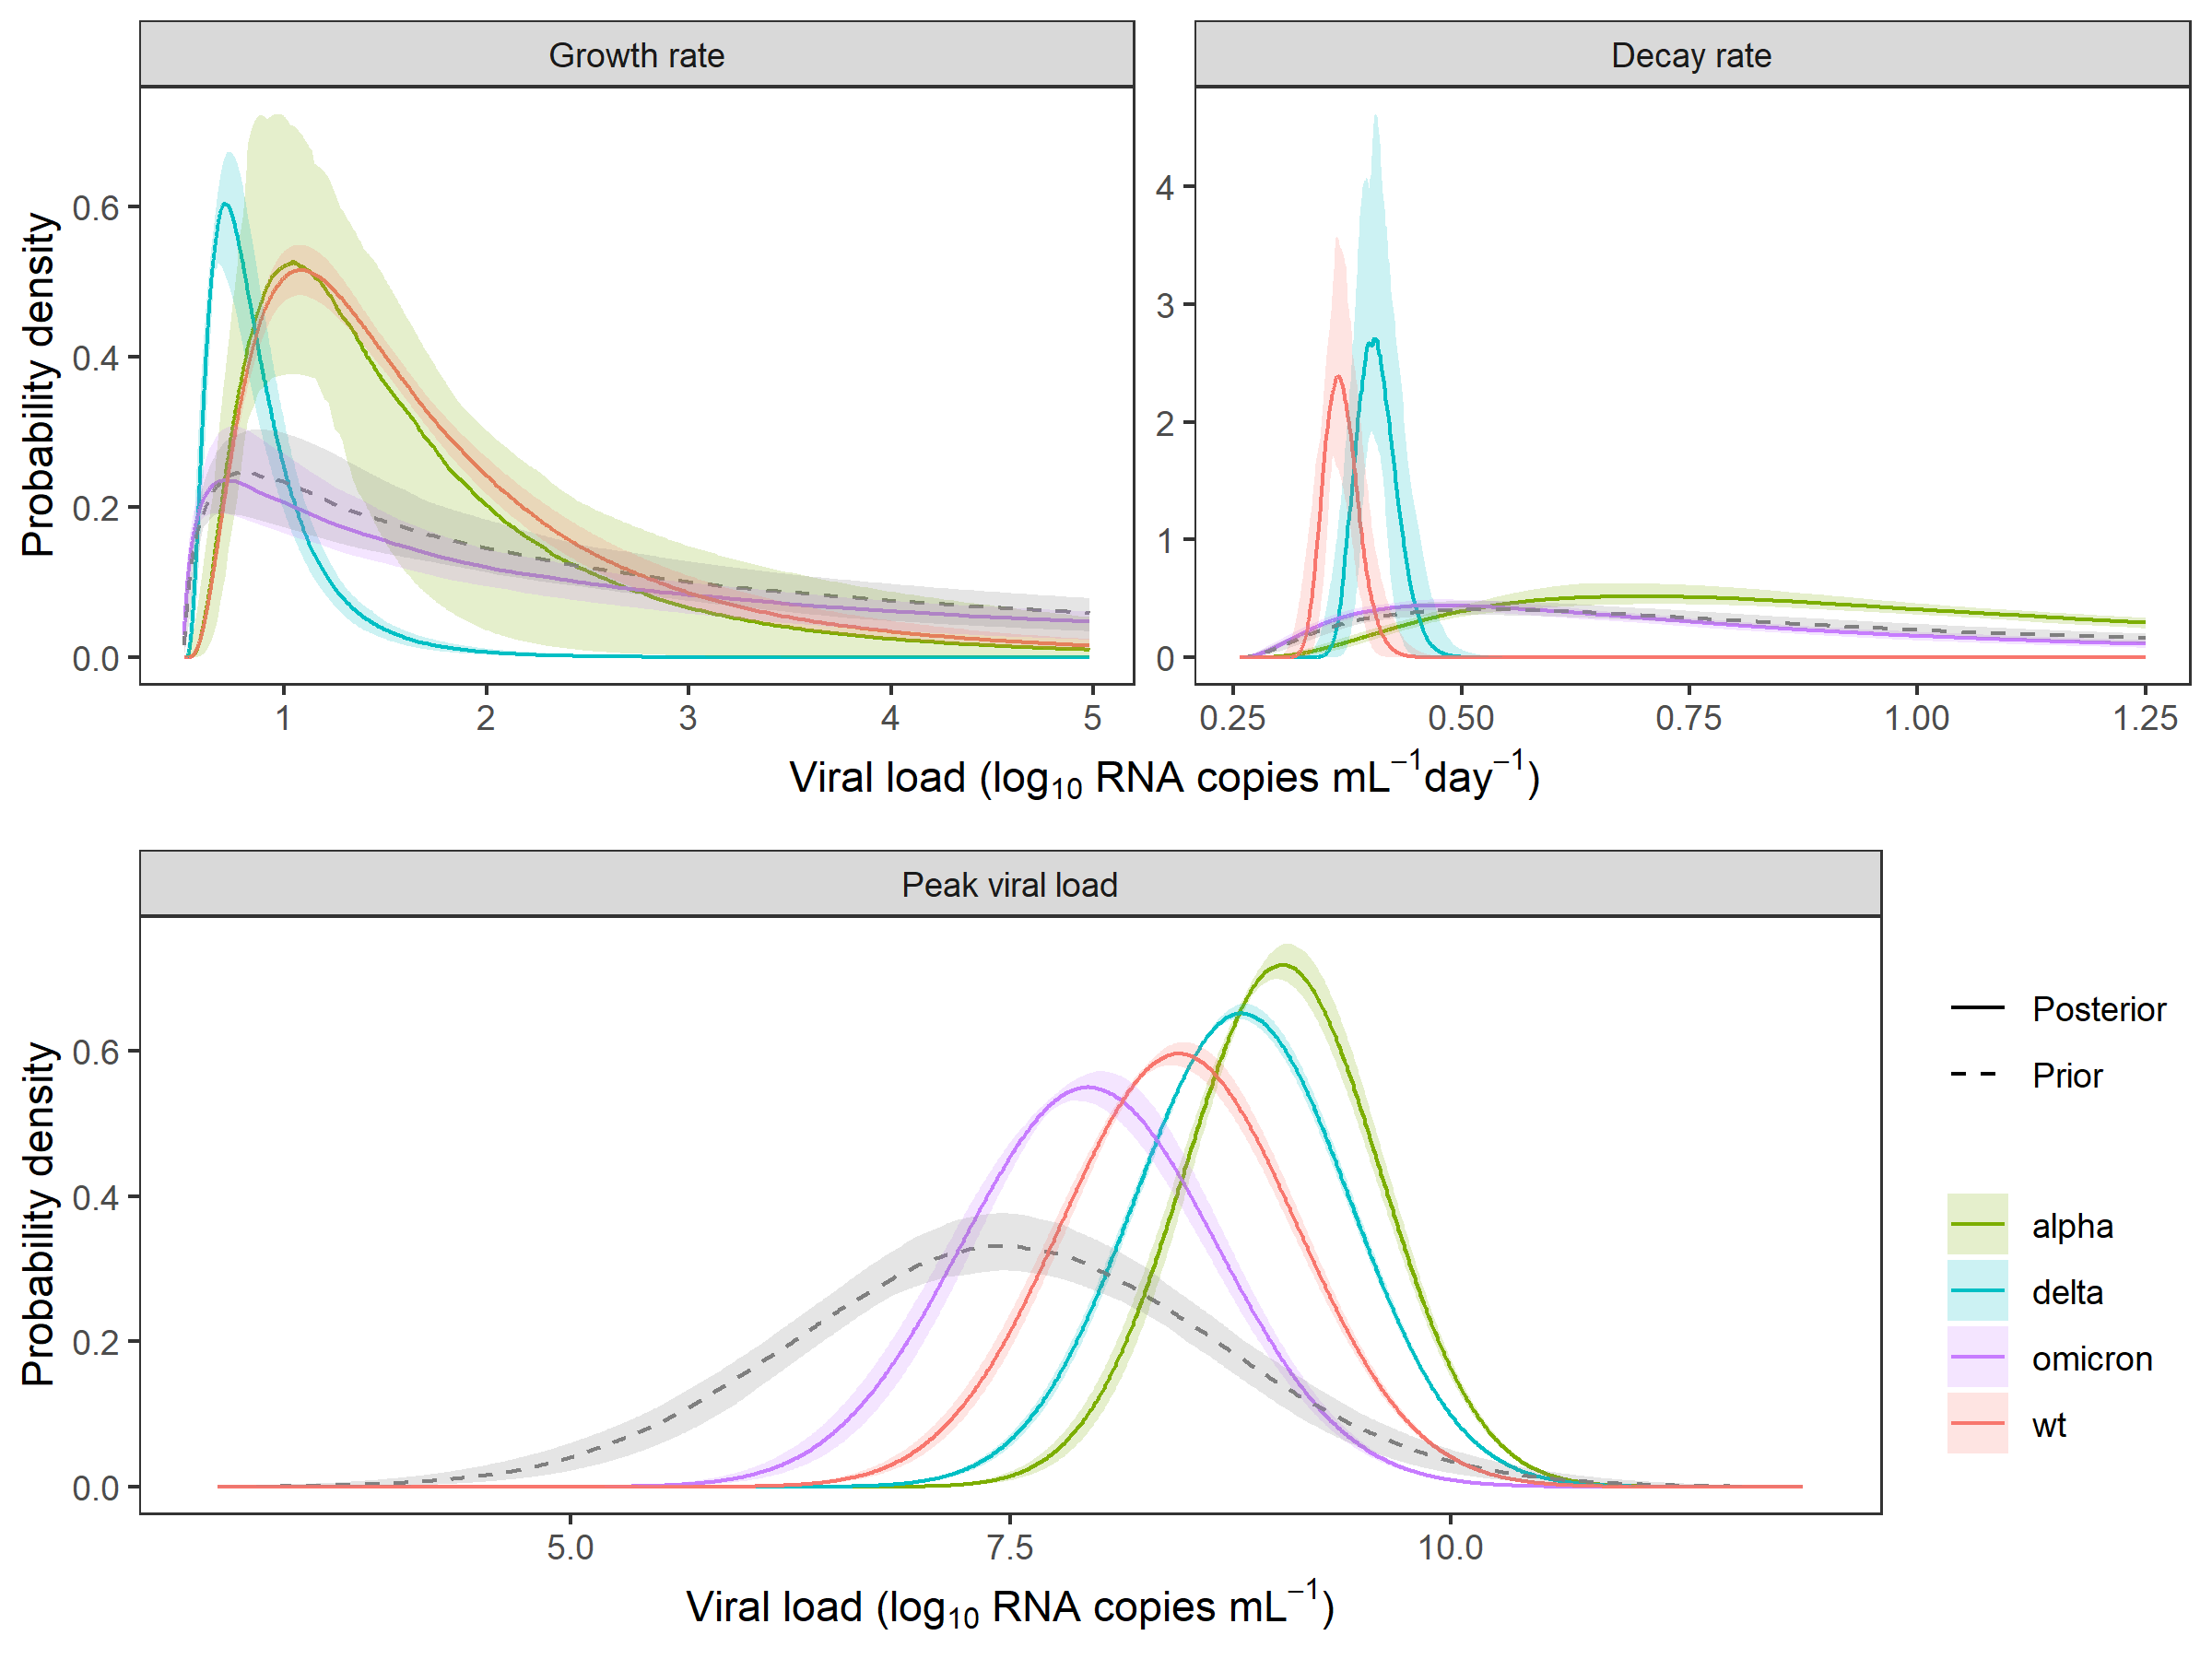 Growth rate
Decay rate
Probability density
0.6
0.4
0.2
0.0
4
3
2
1
0
1 2 3 4 5
0.25 0.50 0.75 1.00 1.25
Viral load (log₁₀ RNA copies mL⁻¹day⁻¹)
Peak viral load
Probability density
0.6
0.4
0.2
0.0
5.0 7.5 10.0
Viral load (log₁₀ RNA copies mL⁻¹)
Posterior
Prior
alpha
delta
omicron
wt